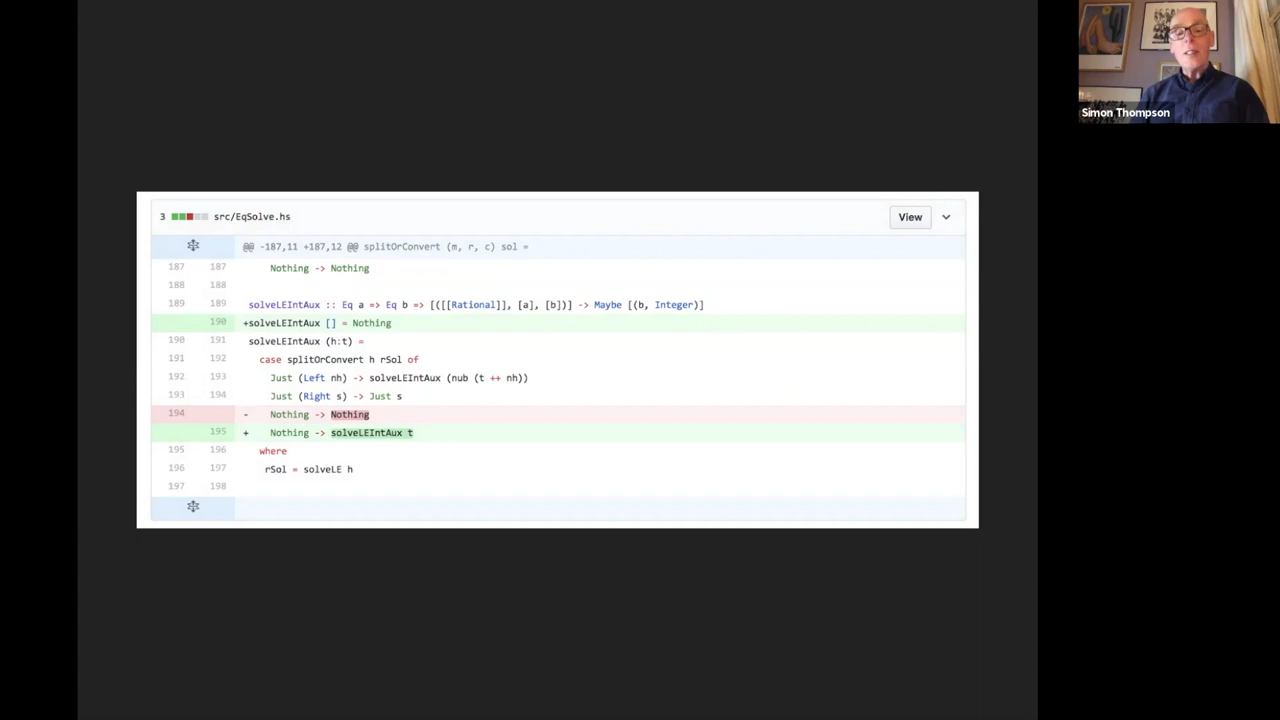 Simon Thompson
3 src/EqSolve.hs View
@@ -187,11 +187,12 @@ splitOrConvert (m, r, c) sol =
187 187 Nothing -> Nothing
188 188
189 189 solveLEIntAux :: Eq a => Eq b => [([[Rational]], [a], [b])] -> Maybe [(b, Integer)]
190 +solveLEIntAux [] = Nothing
190 191 solveLEIntAux (h:t) =
191 192 case splitOrConvert h rSol of
192 193 Just (Left nh) -> solveLEIntAux (nub (t ++ nh))
193 194 Just (Right s) -> Just s
194 - Nothing -> Nothing
195 + Nothing -> solveLEIntAux t
195 196 where
196 197 rSol = solveLE h
197 198